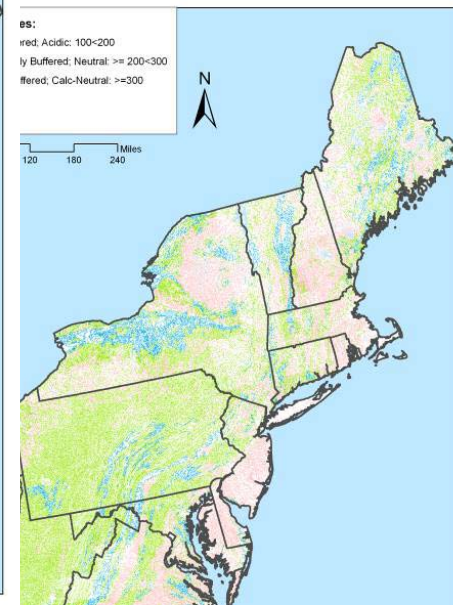 es:
ered; Acidic: 100<200
ly Buffered; Neutral: >= 200<300
ffered; Calc-Neutral: >=300
N
Miles
120 180 240